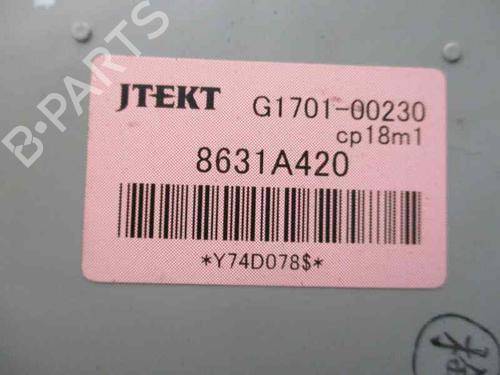 B-PARTS
JTEKT G1701-00230
cp18m1
8631A420
*Y74D078$*